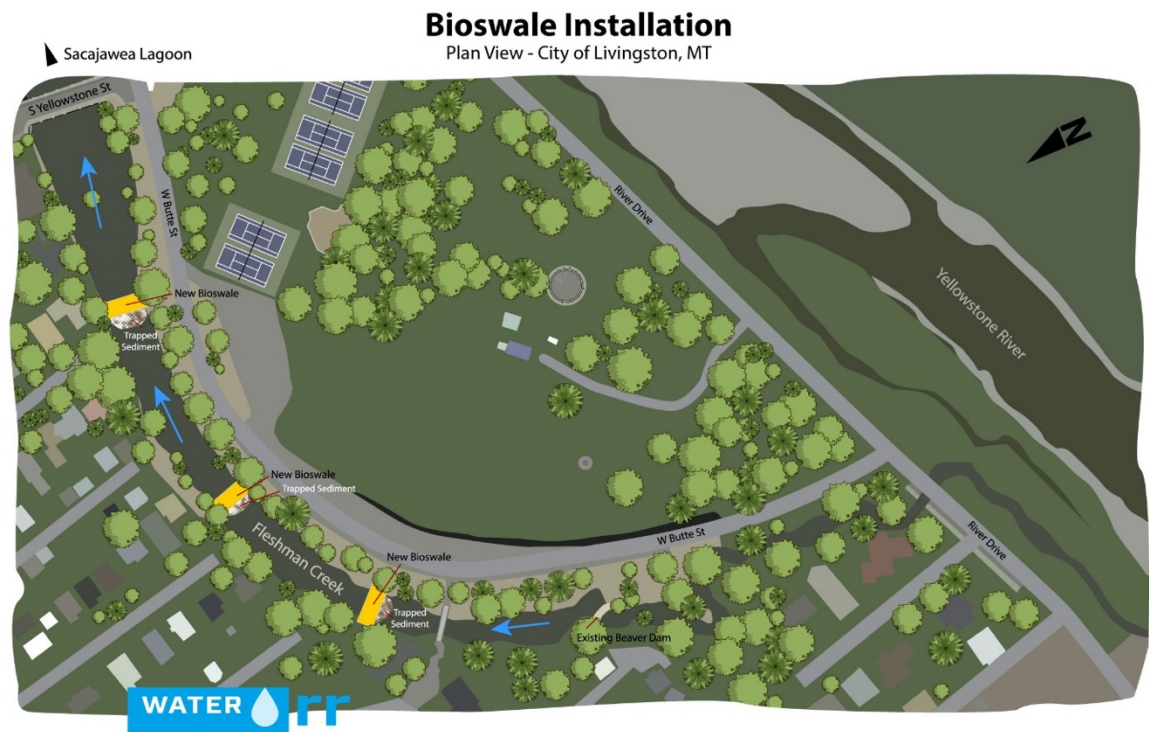 Bioswale Installation
Plan View - City of Livingston, MT
Sacajawea Lagoon
S Yellowstone St
N
W Butte St
River Drive
Yellowstone River
New Bioswale
Trapped
Sediment
New Bioswale
Trapped Sediment
Fleshman Creek
W Butte St
River Drive
New Bioswale
Trapped
Sediment
Existing Beaver Dam
WATER rr